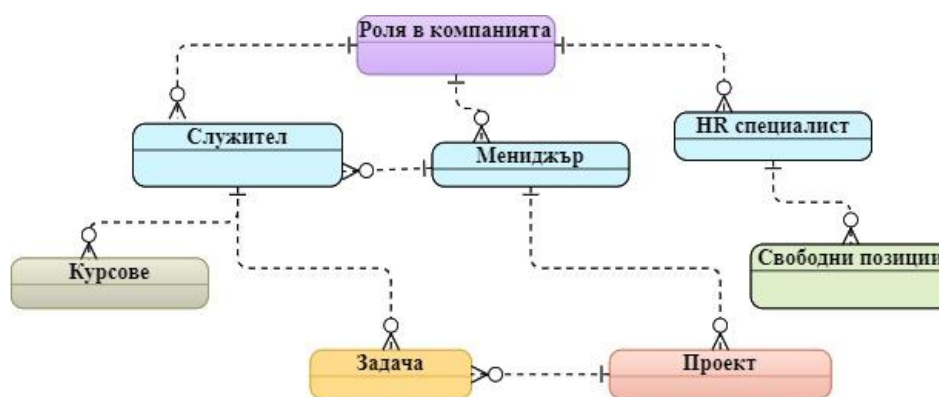 Роля в компанията
Служител
Мениджър
HR специалист
Курсове
Свободни позиции
Задача
Проект